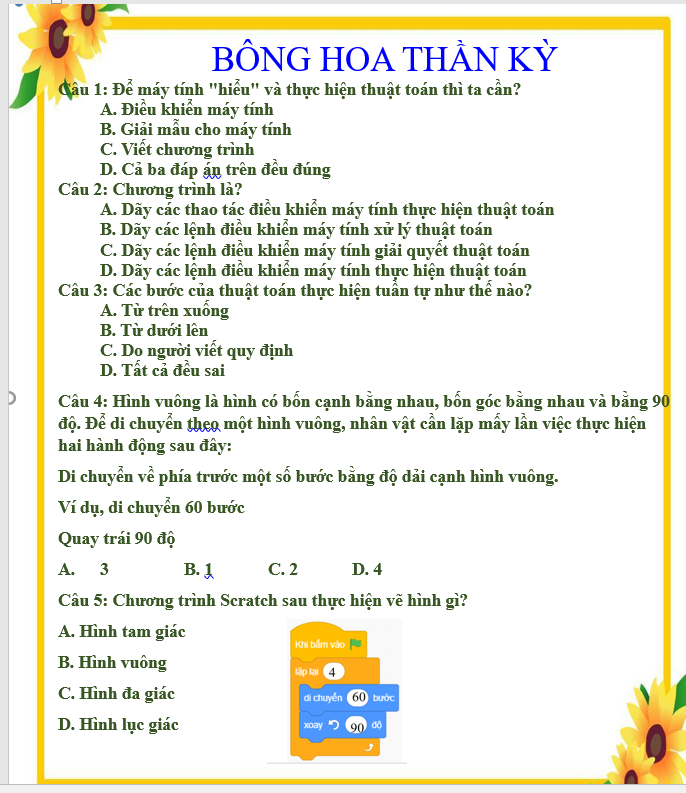 BÔNG HOA THẦN KỲ
Câu 1: Để máy tính "hiểu" và thực hiện thuật toán thì ta cần?
A. Điều khiển máy tính
B. Giải mẫu cho máy tính
C. Viết chương trình
D. Cả ba đáp án trên đều đúng
Câu 2: Chương trình là?
A. Dãy các thao tác điều khiển máy tính thực hiện thuật toán
B. Dãy các lệnh điều khiển máy tính xử lý thuật toán
C. Dãy các lệnh điều khiển máy tính giải quyết thuật toán
D. Dãy các lệnh điều khiển máy tính thực hiện thuật toán
Câu 3: Các bước của thuật toán thực hiện tuần tự như thế nào?
A. Từ trên xuống
B. Từ dưới lên
C. Do người viết quy định
D. Tất cả đều sai
Câu 4: Hình vuông là hình có bốn cạnh bằng nhau, bốn góc bằng nhau và bằng 90
độ. Để di chuyển theo một hình vuông, nhân vật cần lặp mấy lần việc thực hiện
hai hành động sau đây:
Di chuyển về phía trước một số bước bằng độ dải cạnh hình vuông.
Ví dụ, di chuyển 60 bước
Quay trái 90 độ
A. 3 B. 1 C. 2 D. 4
Câu 5: Chương trình Scratch sau thực hiện vẽ hình gì?
A. Hình tam giác
B. Hình vuông
C. Hình đa giác
D. Hình lục giác
Khi bấm vào
lặp lại 4
di chuyển 60 bước
xoay 90 độ